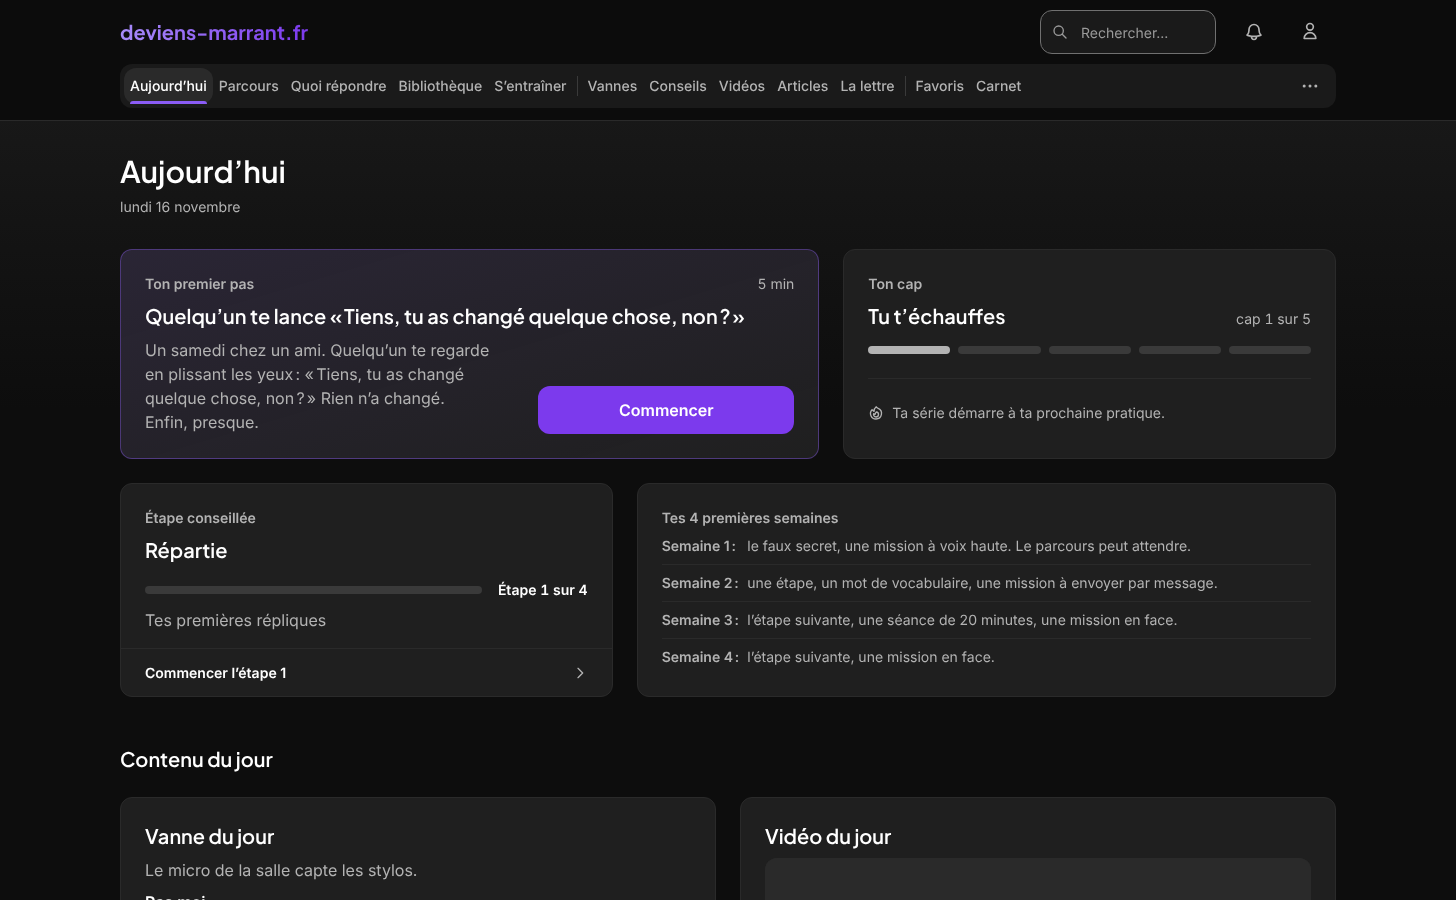 deviens-marrant.fr
Rechercher...
Aujourd’hui Parcours Quoi répondre Bibliothèque S’entraîner Vannes Conseils Vidéos Articles La lettre Favoris Carnet
Aujourd’hui
lundi 16 novembre
Ton premier pas 5 min
Quelqu’un te lance « Tiens, tu as changé quelque chose, non ? »
Un samedi chez un ami. Quelqu’un te regarde
en plissant les yeux : « Tiens, tu as changé
quelque chose, non ? » Rien n’a changé.
Enfin, presque.
Commencer
Ton cap
Tu t’échauffes cap 1 sur 5
Ta série démarre à ta prochaine pratique.
Étape conseillée
Répartie
Étape 1 sur 4
Tes premières répliques
Commencer l’étape 1
Tes 4 premières semaines
Semaine 1 : le faux secret, une mission à voix haute. Le parcours peut attendre.
Semaine 2 : une étape, un mot de vocabulaire, une mission à envoyer par message.
Semaine 3 : l’étape suivante, une séance de 20 minutes, une mission en face.
Semaine 4 : l’étape suivante, une mission en face.
Contenu du jour
Vanne du jour
Le micro de la salle capte les stylos.
Vidéo du jour